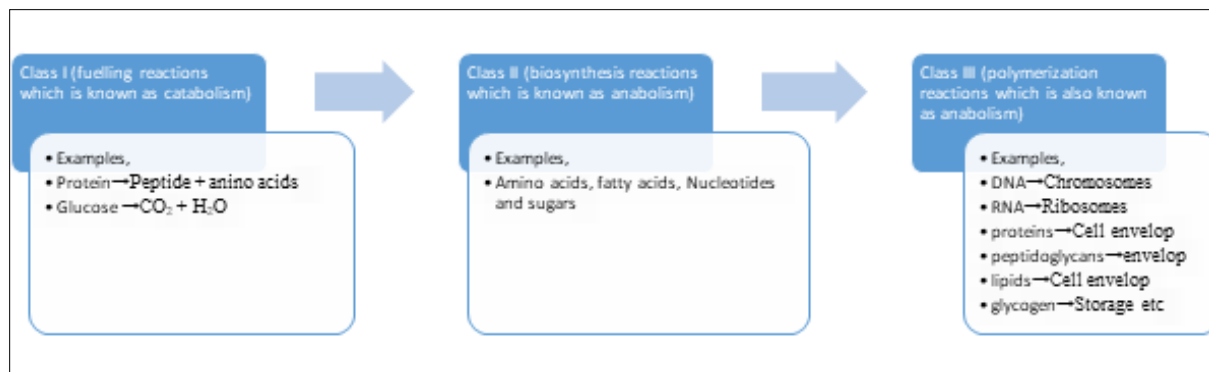 Class I (fuelling reactions
which is known as catabolism)
• Examples,
• Protein→Peptide + anino acids
• Glucose →CO₂ + H₂O
Class II (biosynthesis reactions
which is known as anabolism)
• Examples,
• Amino acids, fatty acids, Nucleotides
and sugars
Class III (polymerization
reactions which is also known
as anabolism)
• Examples,
• DNA→Chromosomes
• RNA→Ribosomes
• proteins→Cell envelop
• peptidoglycans→envelop
• lipids→Cell envelop
• glycogen→Storage etc